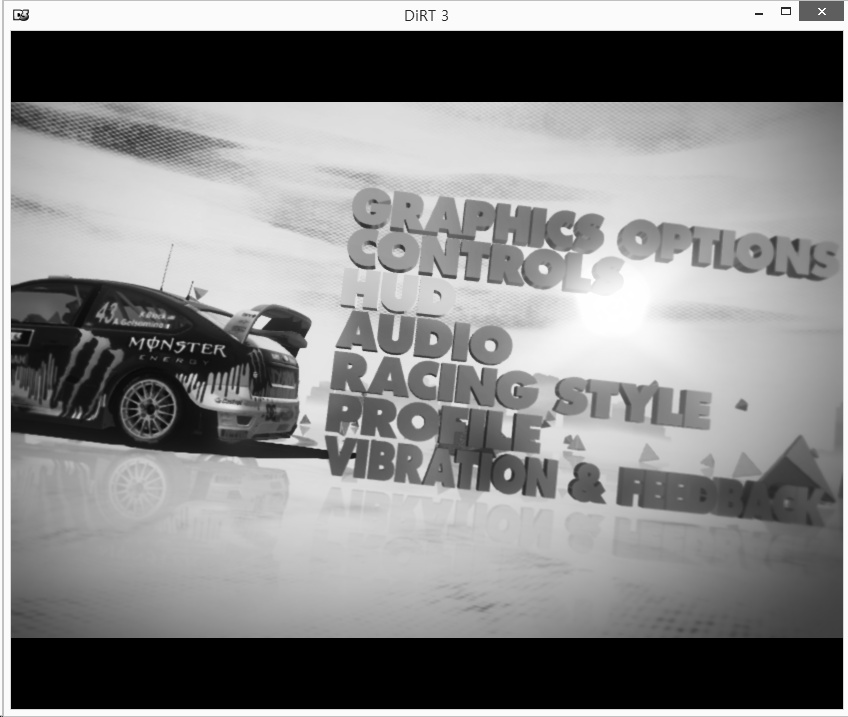 DiRT 3
GRAPHICS OPTIONS
CONTROLS
HUD
AUDIO
RACING STYLE
PROFILE
VIBRATION & FEEDBACK
43
MONSTER
ENERGY